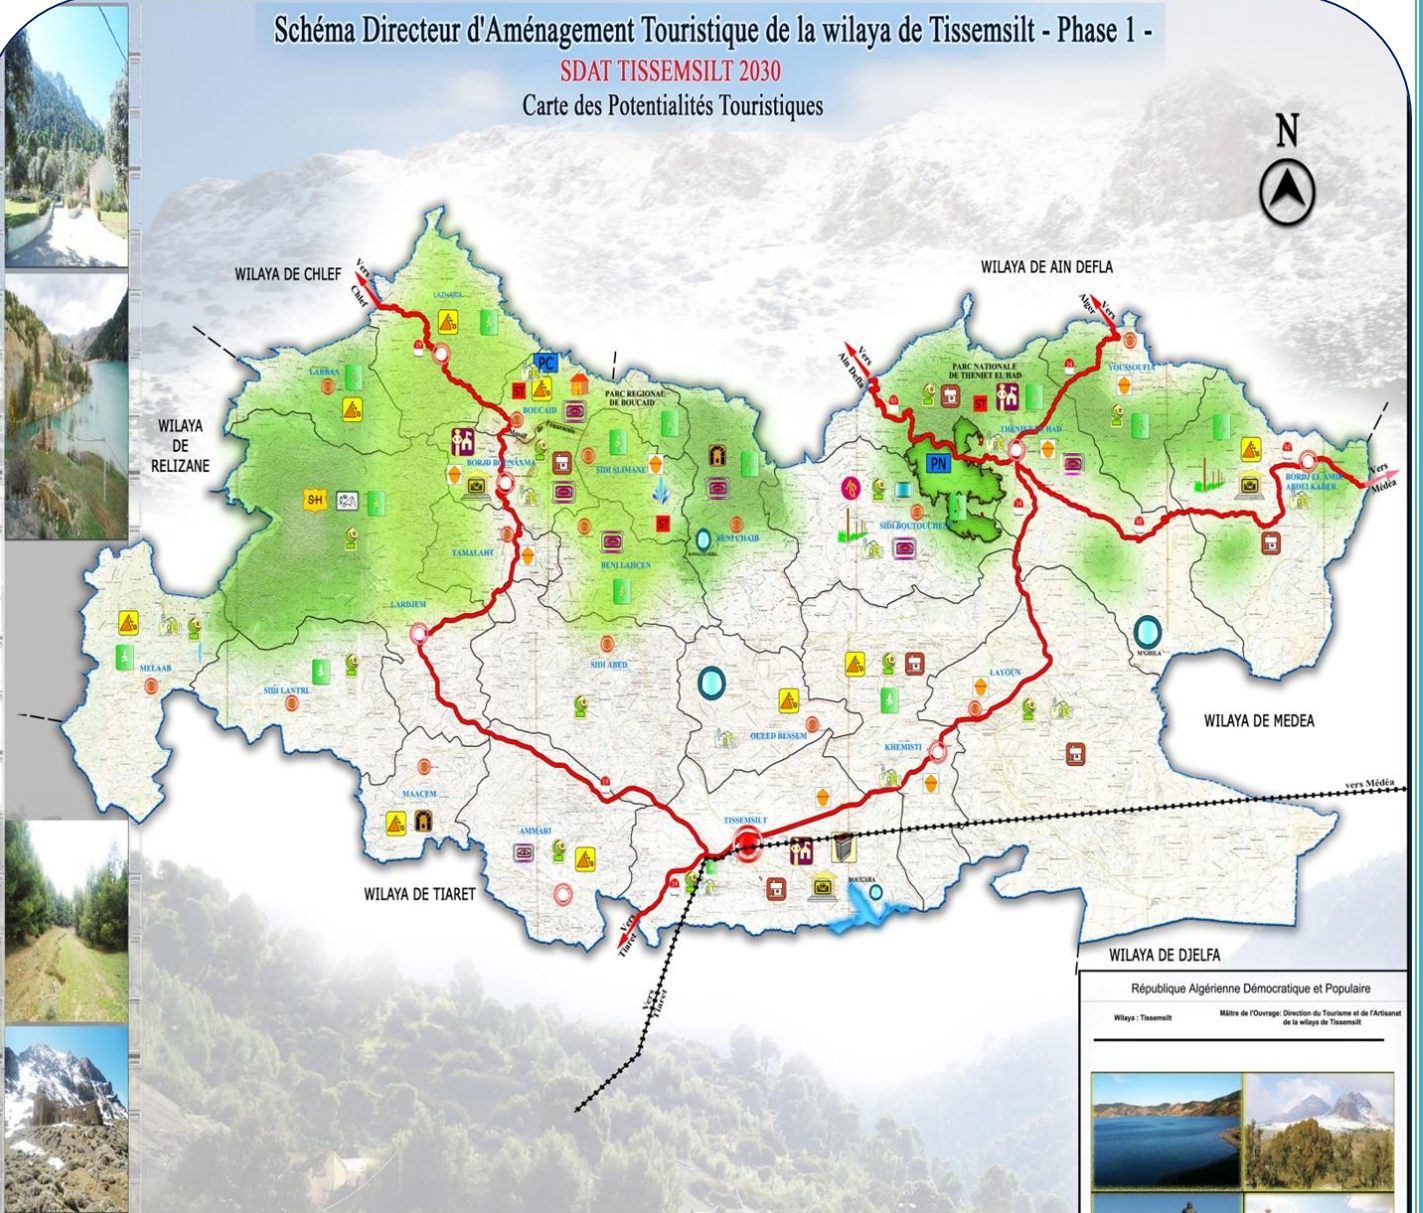 Schéma Directeur d'Aménagement Touristique de la wilaya de Tissemsilt - Phase 1 -
SDAT TISSEMSILT 2030
Carte des Potentialités Touristiques
N
WILAYA DE CHLEF
WILAYA DE AIN DEFLA
Vers
Chlef
LAZHARIA
Vers
Alger
Vers
Ain Defla
PARC NATIONALE
DE THENIET EL HAD
YOUSSOUFIA
LARBAA
PC
ST
BOUCAID
PARC REGIONAL
DE BOUCAID
ST
WILAYA
DE
RELIZANE
BORJD BOUNAAMA
SIDI SLIMANE
THENIET EL HAD
PN
Vers
Médéa
BORDJ EL AMIR
ABDELKADER
SH
ST
SIDI BOUTOUCHENT
TAMALAHT
BENI CHAIB
BENI LAHCEN
LARDJEM
M'GHILA
MELAAB
SIDI ABED
LAYOUN
SIDI LANTRI
WILAYA DE MEDEA
OULED BESSEM
KHEMISTI
MAACEM
vers Médéa
AMMARI
TISSEMSILT
BOUGARA
WILAYA DE TIARET
Vers
Tiaret
WILAYA DE DJELFA
Vers
Tiaret
République Algérienne Démocratique et Populaire
Wilaya : Tissemsilt
Maître de l'Ouvrage: Direction du Tourisme et de l'Artisanat
de la wilaya de Tissemsilt